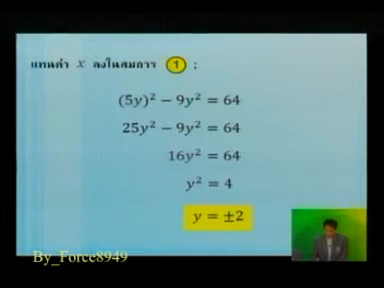 แทนค่า x ลงในสมการ 1 :
(5y)² − 9y² = 64
25y² − 9y² = 64
16y² = 64
y² = 4
y = ±2
By_Force8949